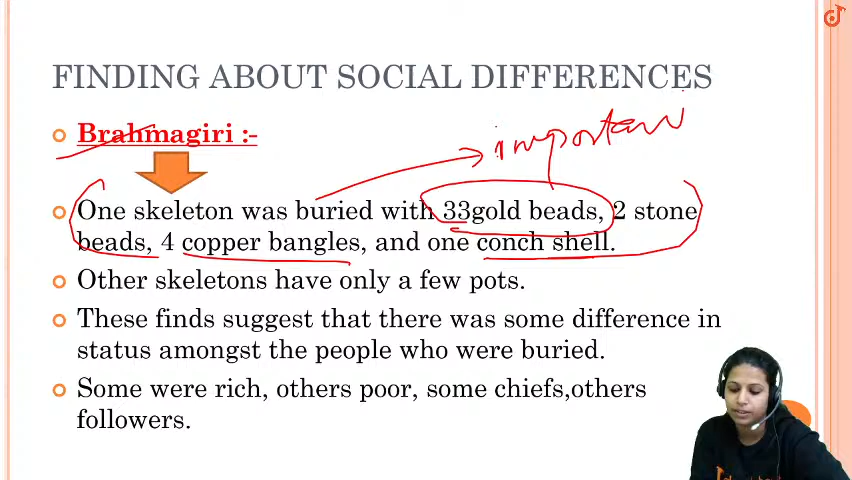 FINDING ABOUT SOCIAL DIFFERENCES
Brahmagiri :-
important
One skeleton was buried with 33gold beads, 2 stone
beads, 4 copper bangles, and one conch shell.
Other skeletons have only a few pots.
These finds suggest that there was some difference in
status amongst the people who were buried.
Some were rich, others poor, some chiefs,others
followers.